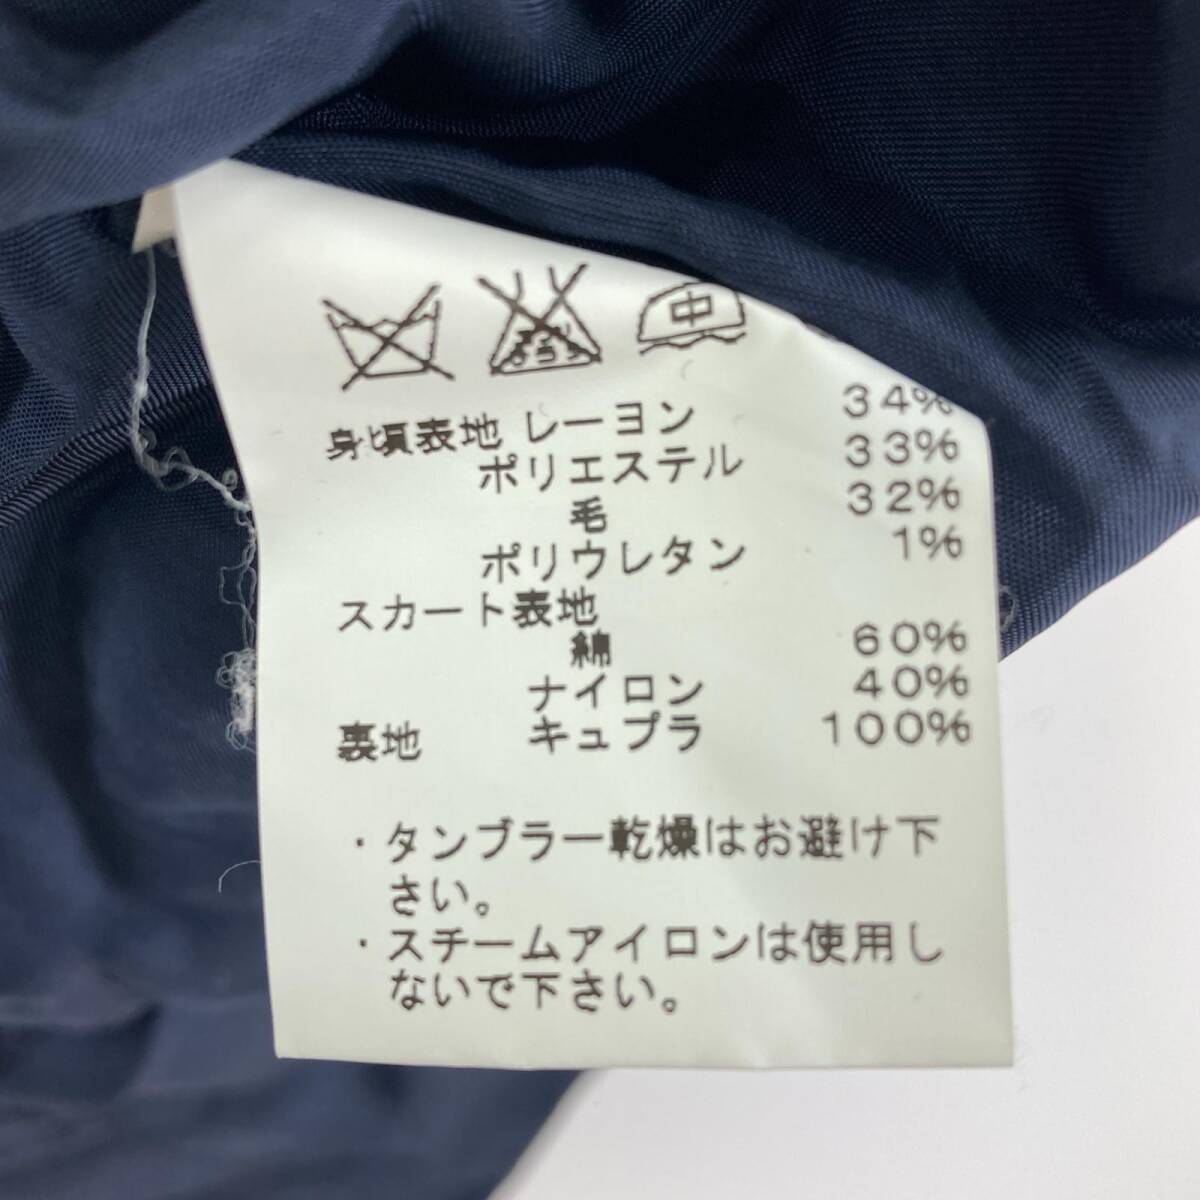 中
身頃表地 レーヨン 34%
ポリエステル 33%
毛 32%
ポリウレタン 1%
スカート表地
綿 60%
ナイロン 40%
裏地 キュプラ 100%
・タンブラー乾燥はお避け下
さい。
・スチームアイロンは使用し
ないで下さい。